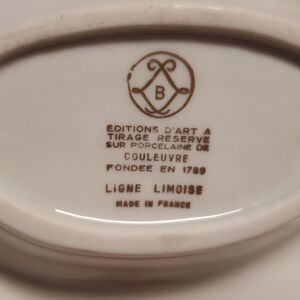 B
EDITIONS D'ART A
TIRAGE RESERVE
SUR PORCELAINE DE
COULEUVRE
FONDEE EN 1789
LIGNE LIMOISE
MADE IN FRANCE